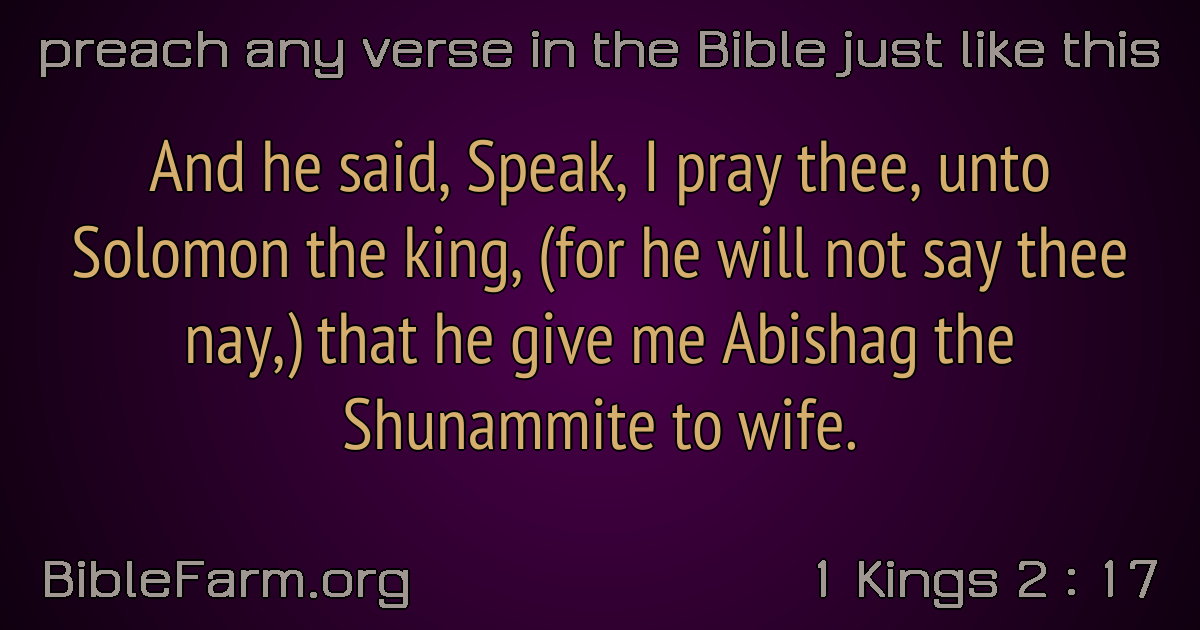 preach any verse in the Bible just like this
And he said, Speak, I pray thee, unto
Solomon the king, (for he will not say thee
nay,) that he give me Abishag the
Shunammite to wife.
BibleFarm.org
1 Kings 2 : 17